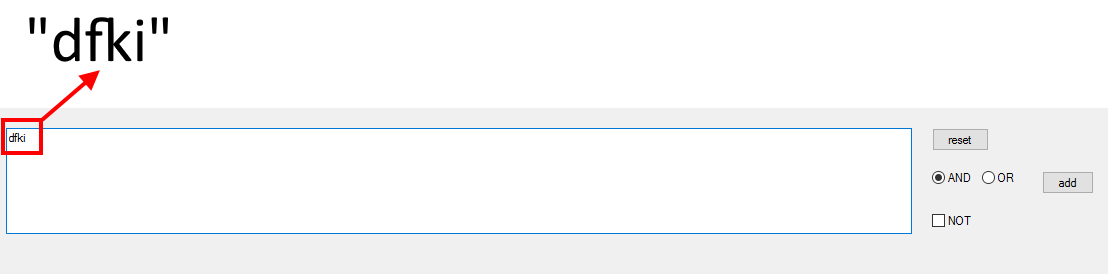 "dfki"
dfki
reset
AND OR
add
NOT